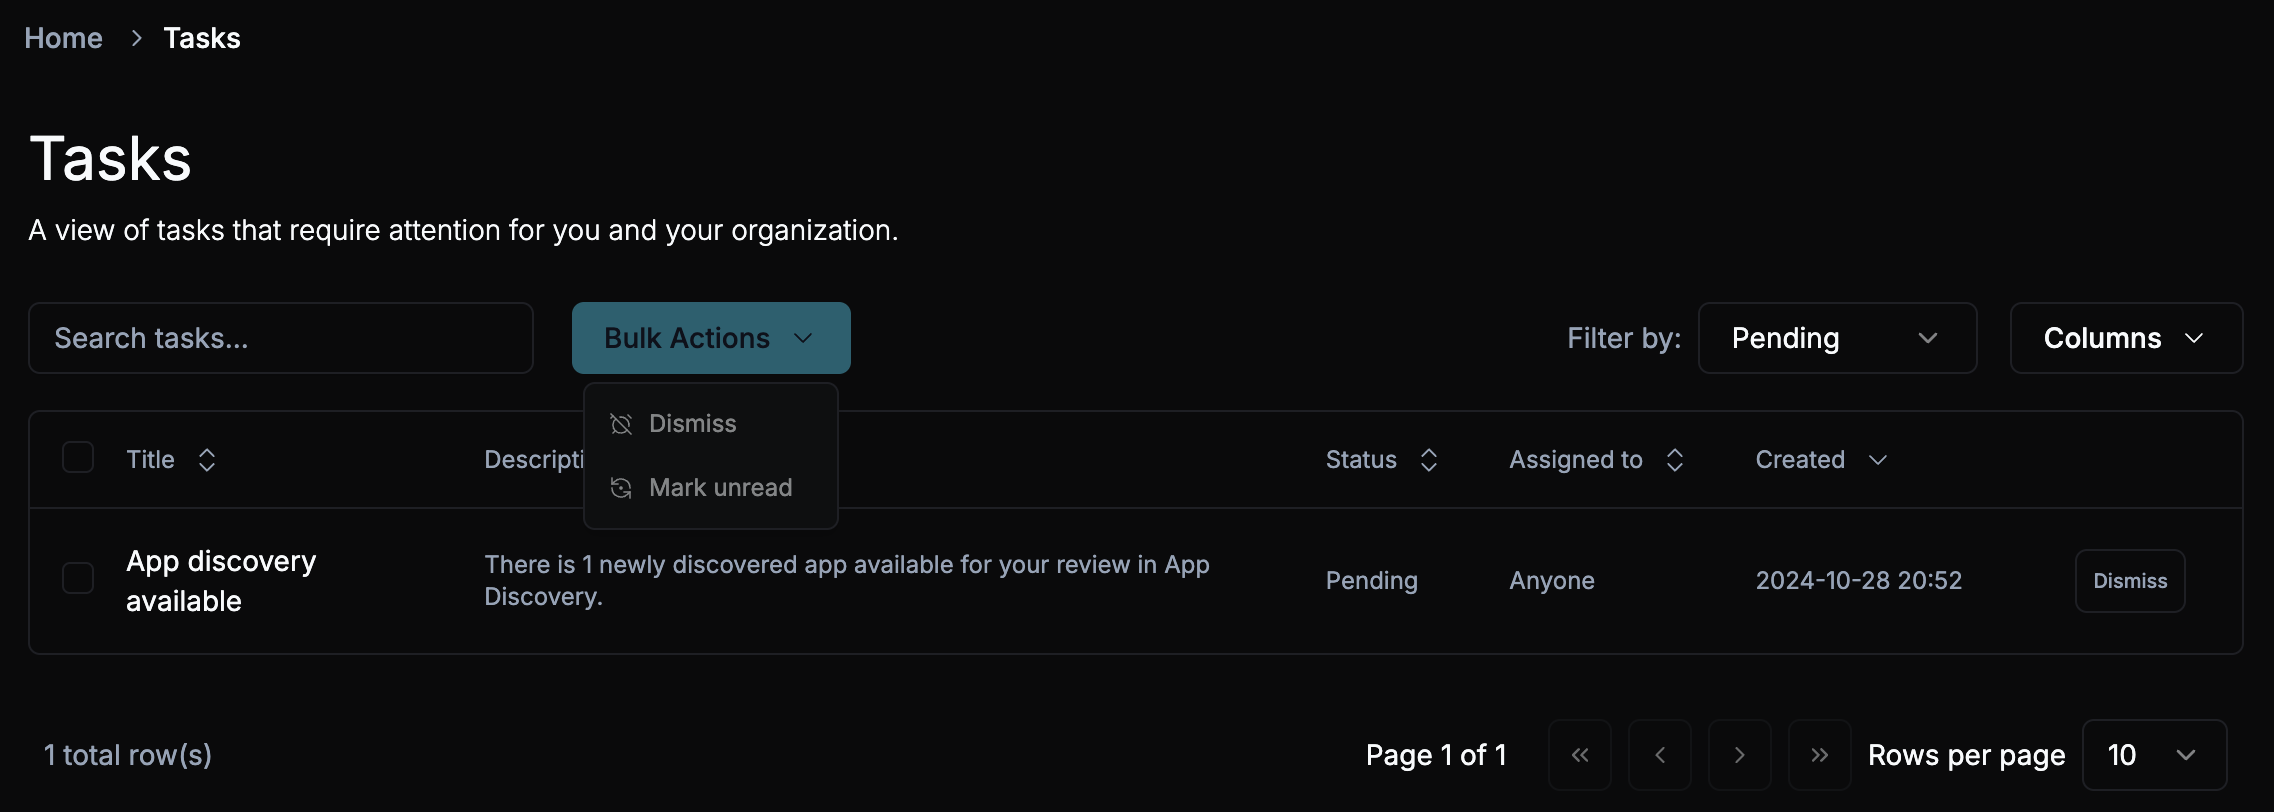 Home > Tasks
Tasks
A view of tasks that require attention for you and your organization.
Search tasks...
Bulk Actions
Filter by:
Pending
Columns
Dismiss
Mark unread
Title
Descripti
Status
Assigned to
Created
App discovery
available
There is 1 newly discovered app available for your review in App
Discovery.
Pending
Anyone
2024-10-28 20:52
Dismiss
1 total row(s)
Page 1 of 1
Rows per page
10